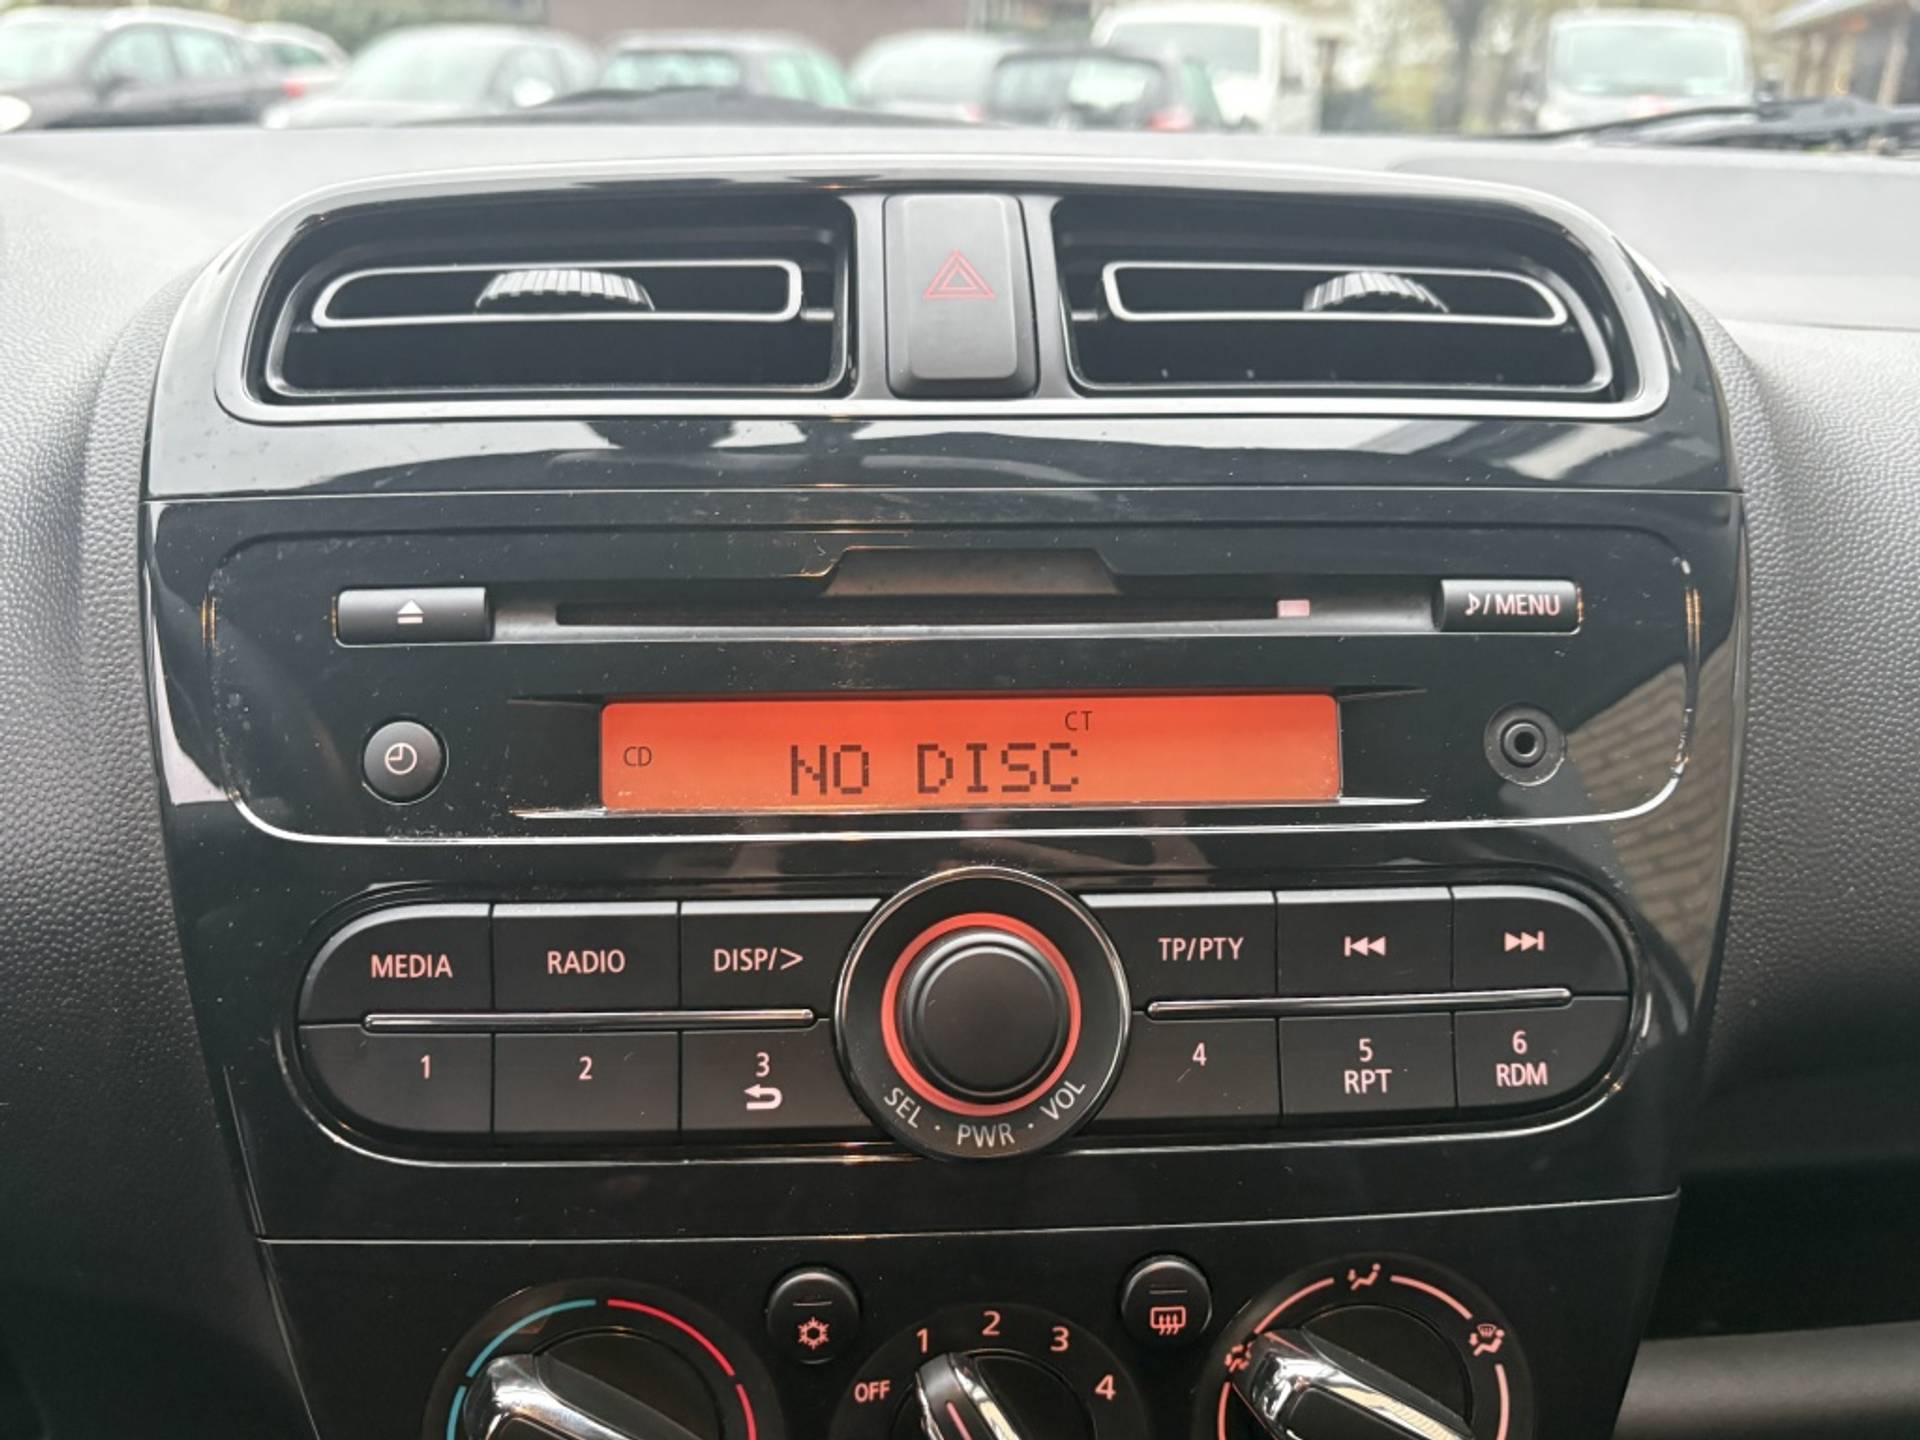 ♪/MENU
CT
CD NO DISC
MEDIA RADIO DISP/> TP/PTY
1 2 3 4 5 6
RPT RDM
SEL · PWR · VOL
1 2 3 4
OFF